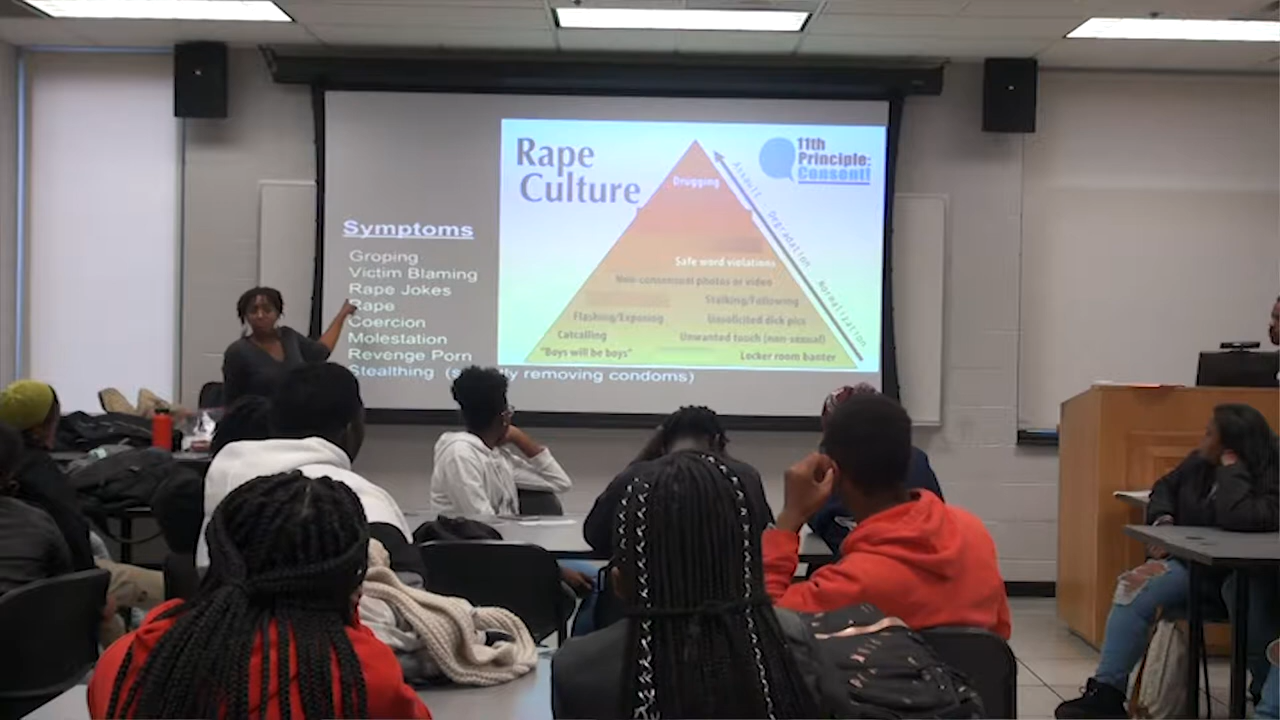 Symptoms
Groping
Victim Blaming
Rape Jokes
Rape
Coercion
Molestation
Revenge Porn
Stealthing (s tly removing condoms)
Rape
Culture
11th
Principle:
Consent!
Drugging
Safe word violations
Non-consensual photos or video
Stalking/Following
Flashing/Exposing
Unsolicited dick pics
Catcalling
Unwanted touch (non-sexual)
"Boys will be boys"
Locker room banter
Assault - Degradation - Normalization